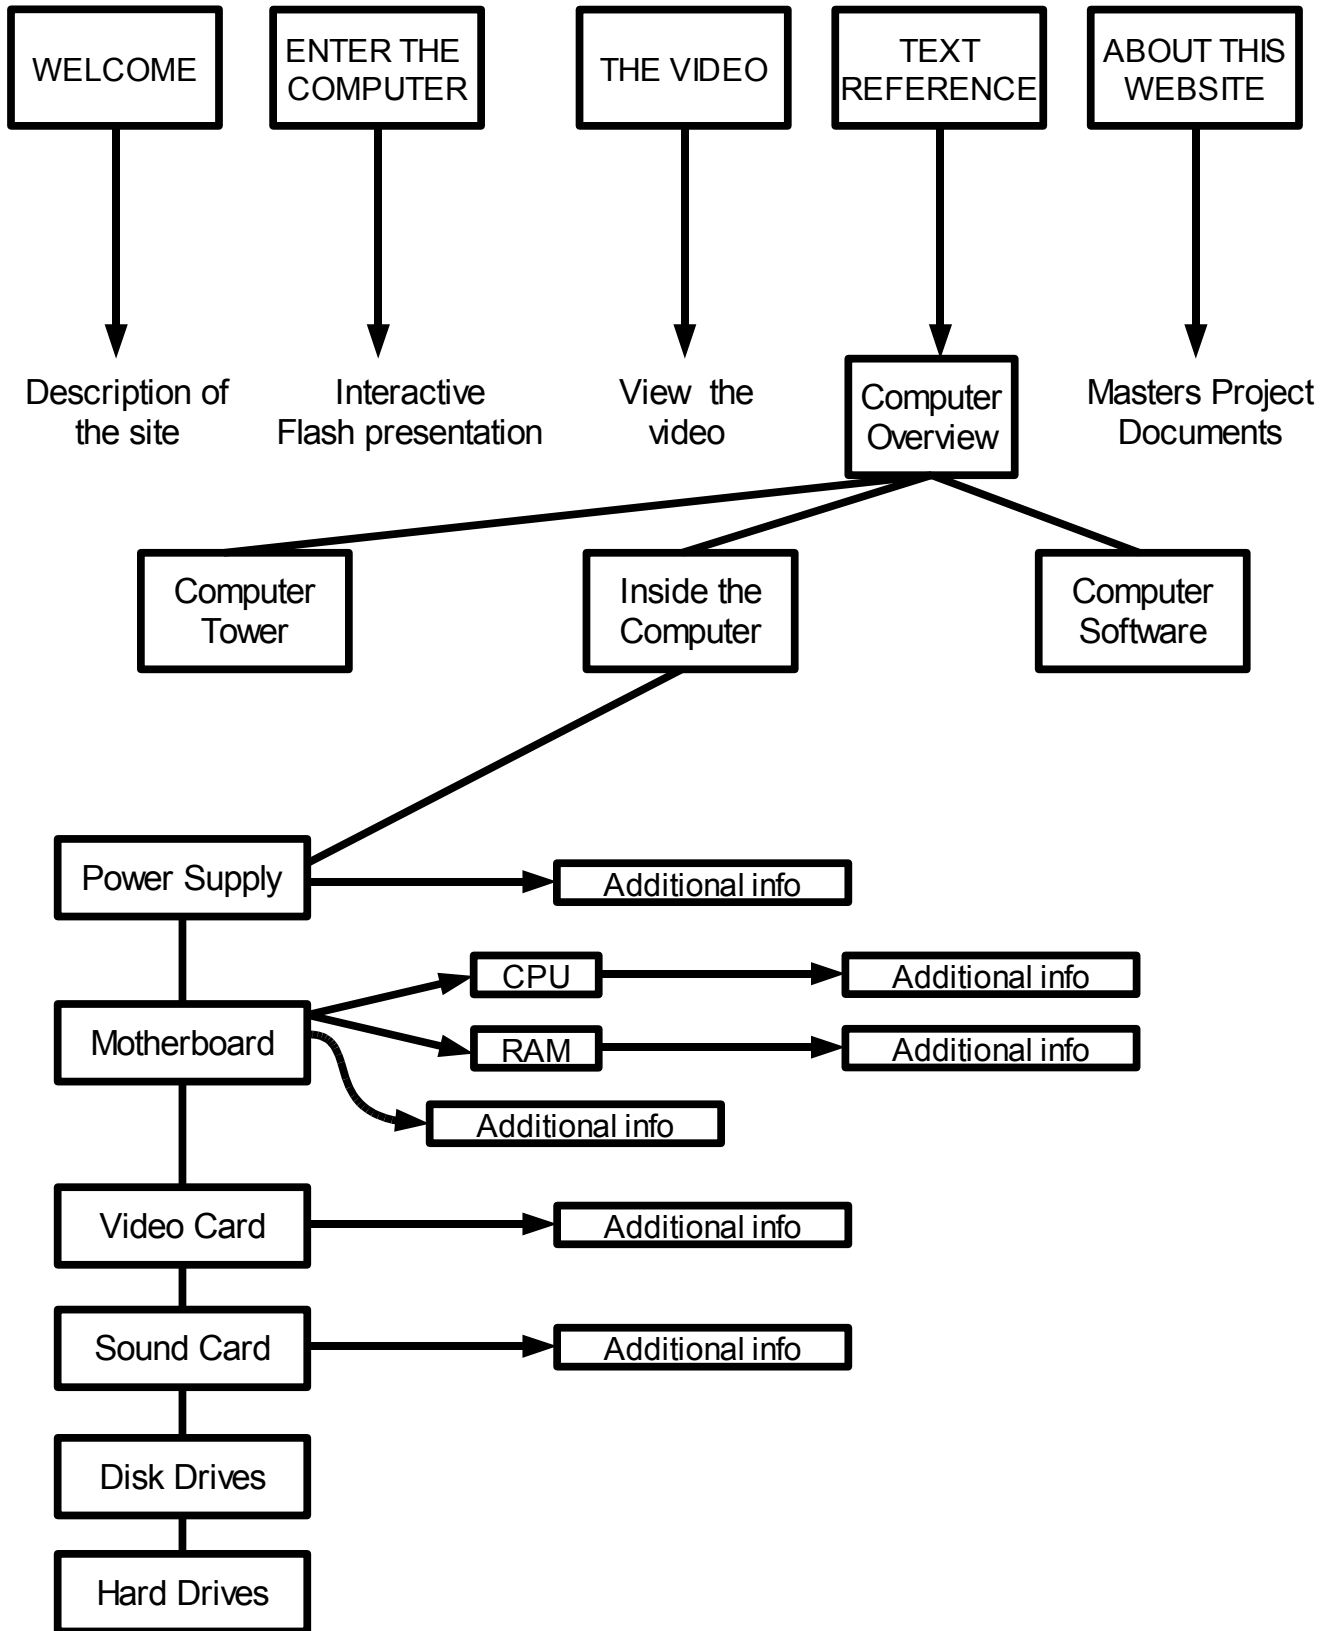 WELCOME
ENTER THE
COMPUTER
THE VIDEO
TEXT
REFERENCE
ABOUT THIS
WEBSITE
Description of
the site
Interactive
Flash presentation
View the
video
Computer
Overview
Masters Project
Documents
Computer
Tower
Inside the
Computer
Computer
Software
Power Supply
Additional info
CPU
Additional info
Motherboard
RAM
Additional info
Additional info
Video Card
Additional info
Sound Card
Additional info
Disk Drives
Hard Drives